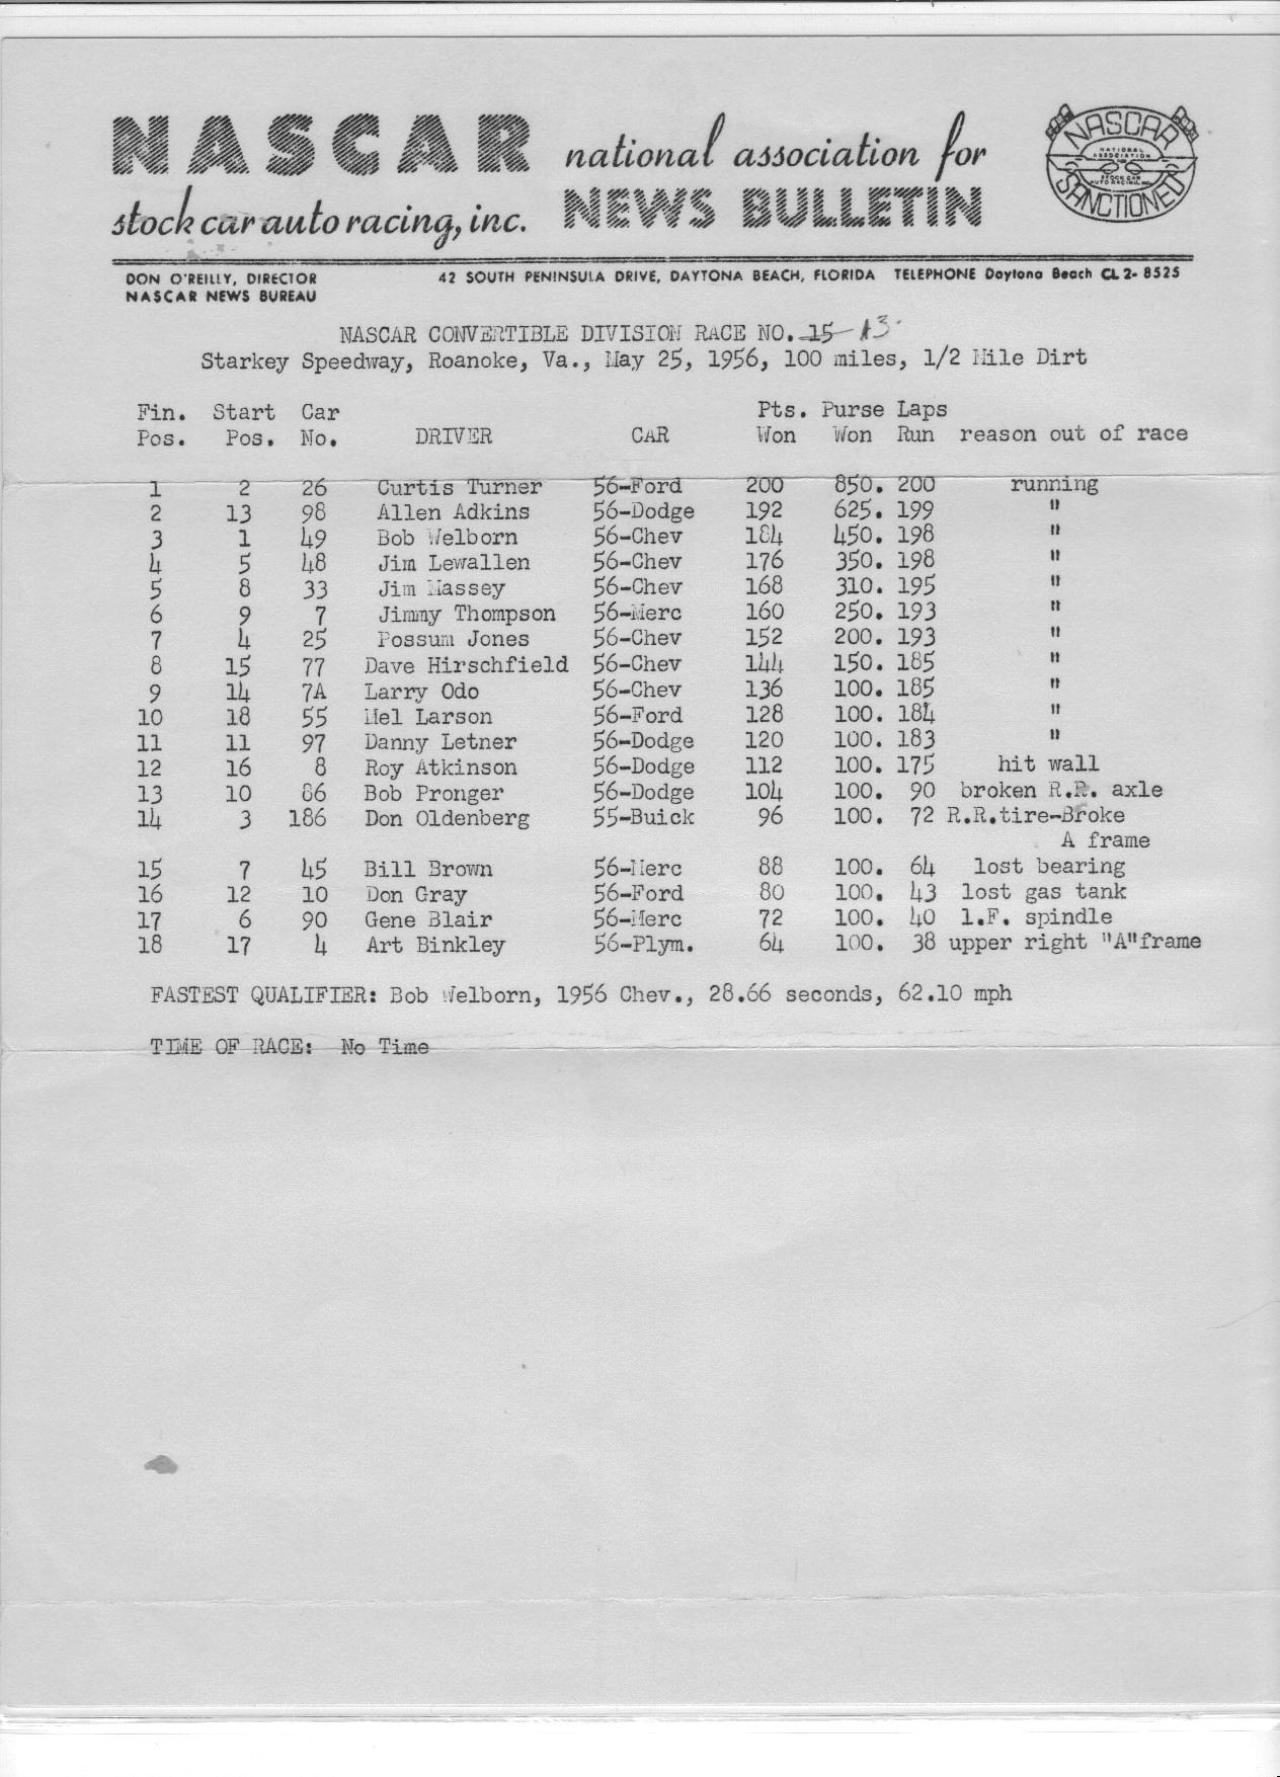 NASCAR national association for
stock car auto racing, inc. NEWS BULLETIN
NASCAR
NATIONAL
ASSOCIATION
FOR
STOCK CAR
AUTO RACING, INC.
SANCTIONED
DON O'REILLY, DIRECTOR 42 SOUTH PENINSULA DRIVE, DAYTONA BEACH, FLORIDA TELEPHONE Daytona Beach CL 2-8525
NASCAR NEWS BUREAU
NASCAR CONVERTIBLE DIVISION RACE NO. 15 13
Starkey Speedway, Roanoke, Va., May 25, 1956, 100 miles, 1/2 Mile Dirt
Fin. Start Car Pts. Purse Laps
Pos. Pos. No. DRIVER CAR Won Won Run reason out of race
1 2 26 Curtis Turner 56-Ford 200 850. 200 running
2 13 98 Allen Adkins 56-Dodge 192 625. 199 "
3 1 49 Bob Welborn 56-Chev 184 450. 198 "
4 5 48 Jim Lewallen 56-Chev 176 350. 198 "
5 8 33 Jim Massey 56-Chev 168 310. 195 "
6 9 7 Jimmy Thompson 56-Merc 160 250. 193 "
7 4 25 Possum Jones 56-Chev 152 200. 193 "
8 15 77 Dave Hirschfield 56-Chev 144 150. 185 "
9 14 7A Larry Odo 56-Chev 136 100. 185 "
10 18 55 Mel Larson 56-Ford 128 100. 184 "
11 11 97 Danny Letner 56-Dodge 120 100. 183 "
12 16 8 Roy Atkinson 56-Dodge 112 100. 175 hit wall
13 10 86 Bob Pronger 56-Dodge 104 100. 90 broken R.R. axle
14 3 186 Don Oldenberg 55-Buick 96 100. 72 R.R.tire-Broke
A frame
15 7 45 Bill Brown 56-Merc 88 100. 64 lost bearing
16 12 10 Don Gray 56-Ford 80 100. 43 lost gas tank
17 6 90 Gene Blair 56-Merc 72 100. 40 l.F. spindle
18 17 4 Art Binkley 56-Plym. 64 100. 38 upper right "A"frame
FASTEST QUALIFIER: Bob Welborn, 1956 Chev., 28.66 seconds, 62.10 mph
TIME OF RACE: No Time